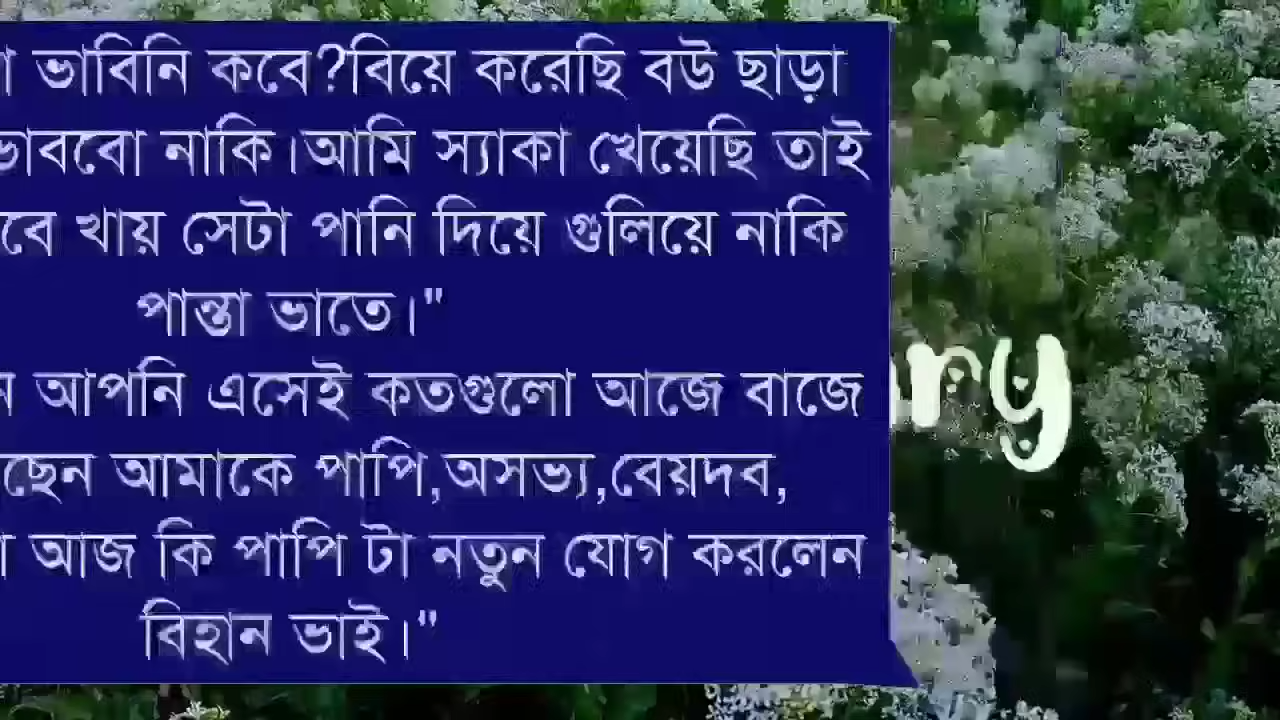 ভাবিনি কবে?বিয়ে করেছি বউ ছাড়া
ভাববো নাকি।আমি স্যাকা খেয়েছি তাই
খায় সেটা পানি দিয়ে গুলিয়ে নাকি
পান্তা ভাতে।"
আপনি এসেই কতগুলো আজে বাজে
আমাকে পাপি,অসভ্য,বেয়দব,
আজ কি পাপি টা নতুন যোগ করলেন
বিহান ভাই।"